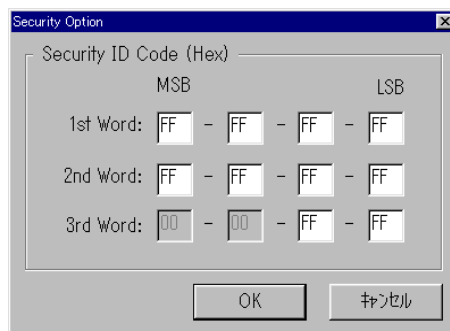 Security Option
Security ID Code (Hex)
MSB LSB
1st Word: FF - FF - FF - FF
2nd Word: FF - FF - FF - FF
3rd Word: 00 - 00 - FF - FF
OK ｷｬﾝｾﾙ